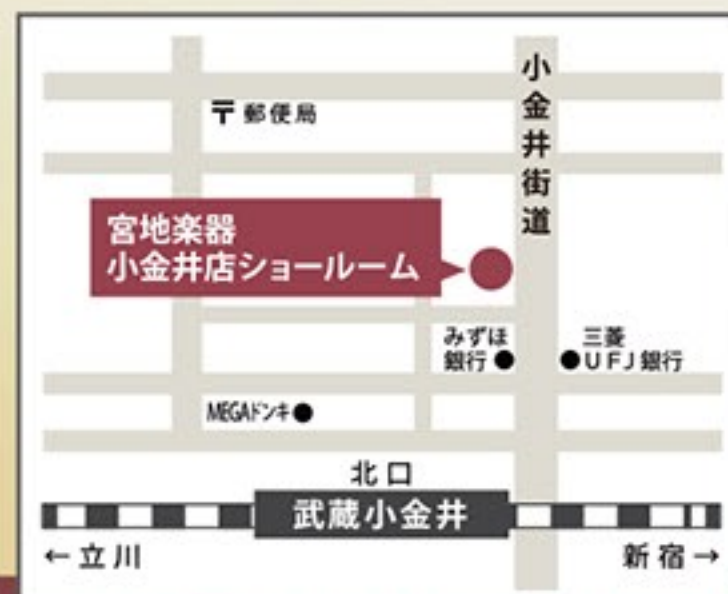 小金井街道
〒郵便局
宮地楽器
小金井店ショールーム
みずほ
銀行
三菱
UFJ銀行
MEGAドンキ
北口
武蔵小金井
←立川
新宿→